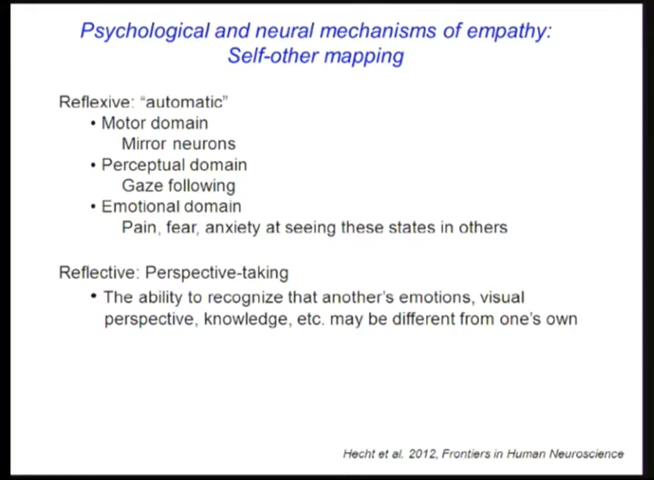 Psychological and neural mechanisms of empathy:
Self-other mapping
Reflexive: “automatic”
• Motor domain
Mirror neurons
• Perceptual domain
Gaze following
• Emotional domain
Pain, fear, anxiety at seeing these states in others
Reflective: Perspective-taking
• The ability to recognize that another’s emotions, visual
perspective, knowledge, etc. may be different from one’s own
Hecht et al. 2012, Frontiers in Human Neuroscience